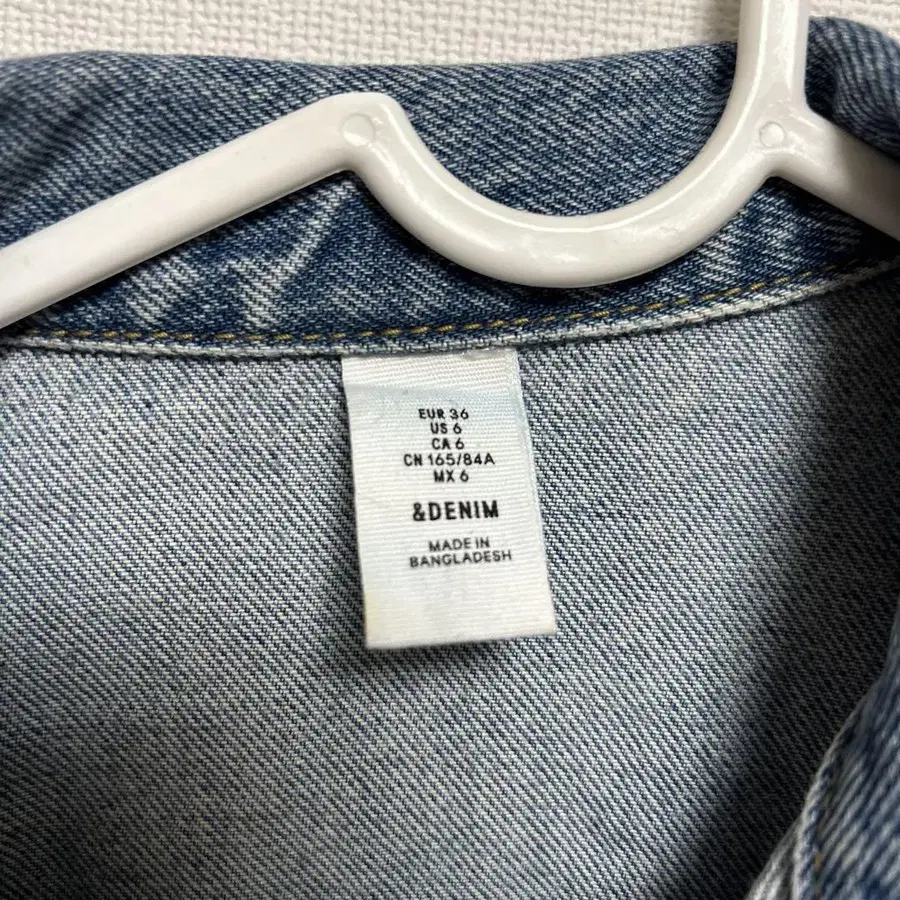 EUR 36
US 6
CA 6
CN 165/84A
MX 6
&DENIM
MADE IN
BANGLADESH